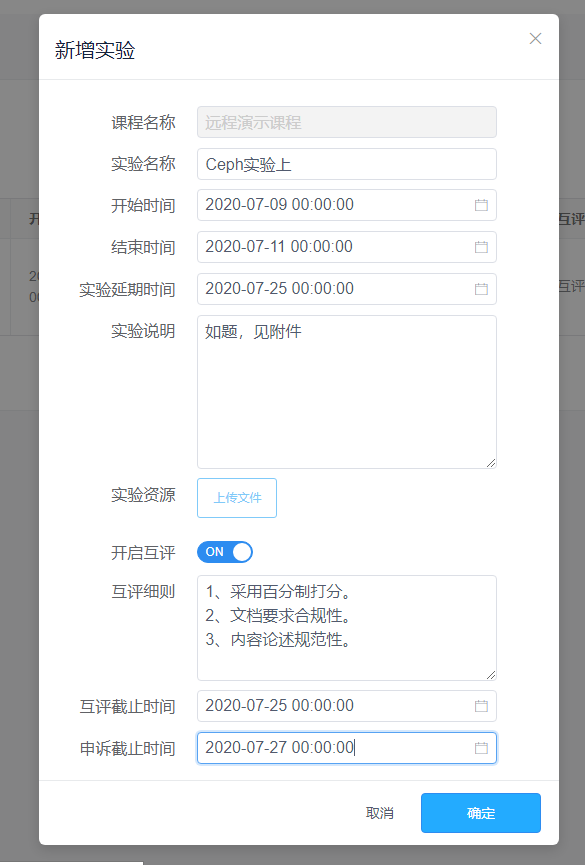 新增实验
课程名称 远程演示课程
实验名称 Ceph实验上
开始时间 2020-07-09 00:00:00
结束时间 2020-07-11 00:00:00
实验延期时间 2020-07-25 00:00:00
实验说明 如题，见附件
实验资源 上传文件
开启互评 ON
互评细则 1、采用百分制打分。
2、文档要求合规性。
3、内容论述规范性。
互评截止时间 2020-07-25 00:00:00
申诉截止时间 2020-07-27 00:00:00
取消 确定
互评
互评